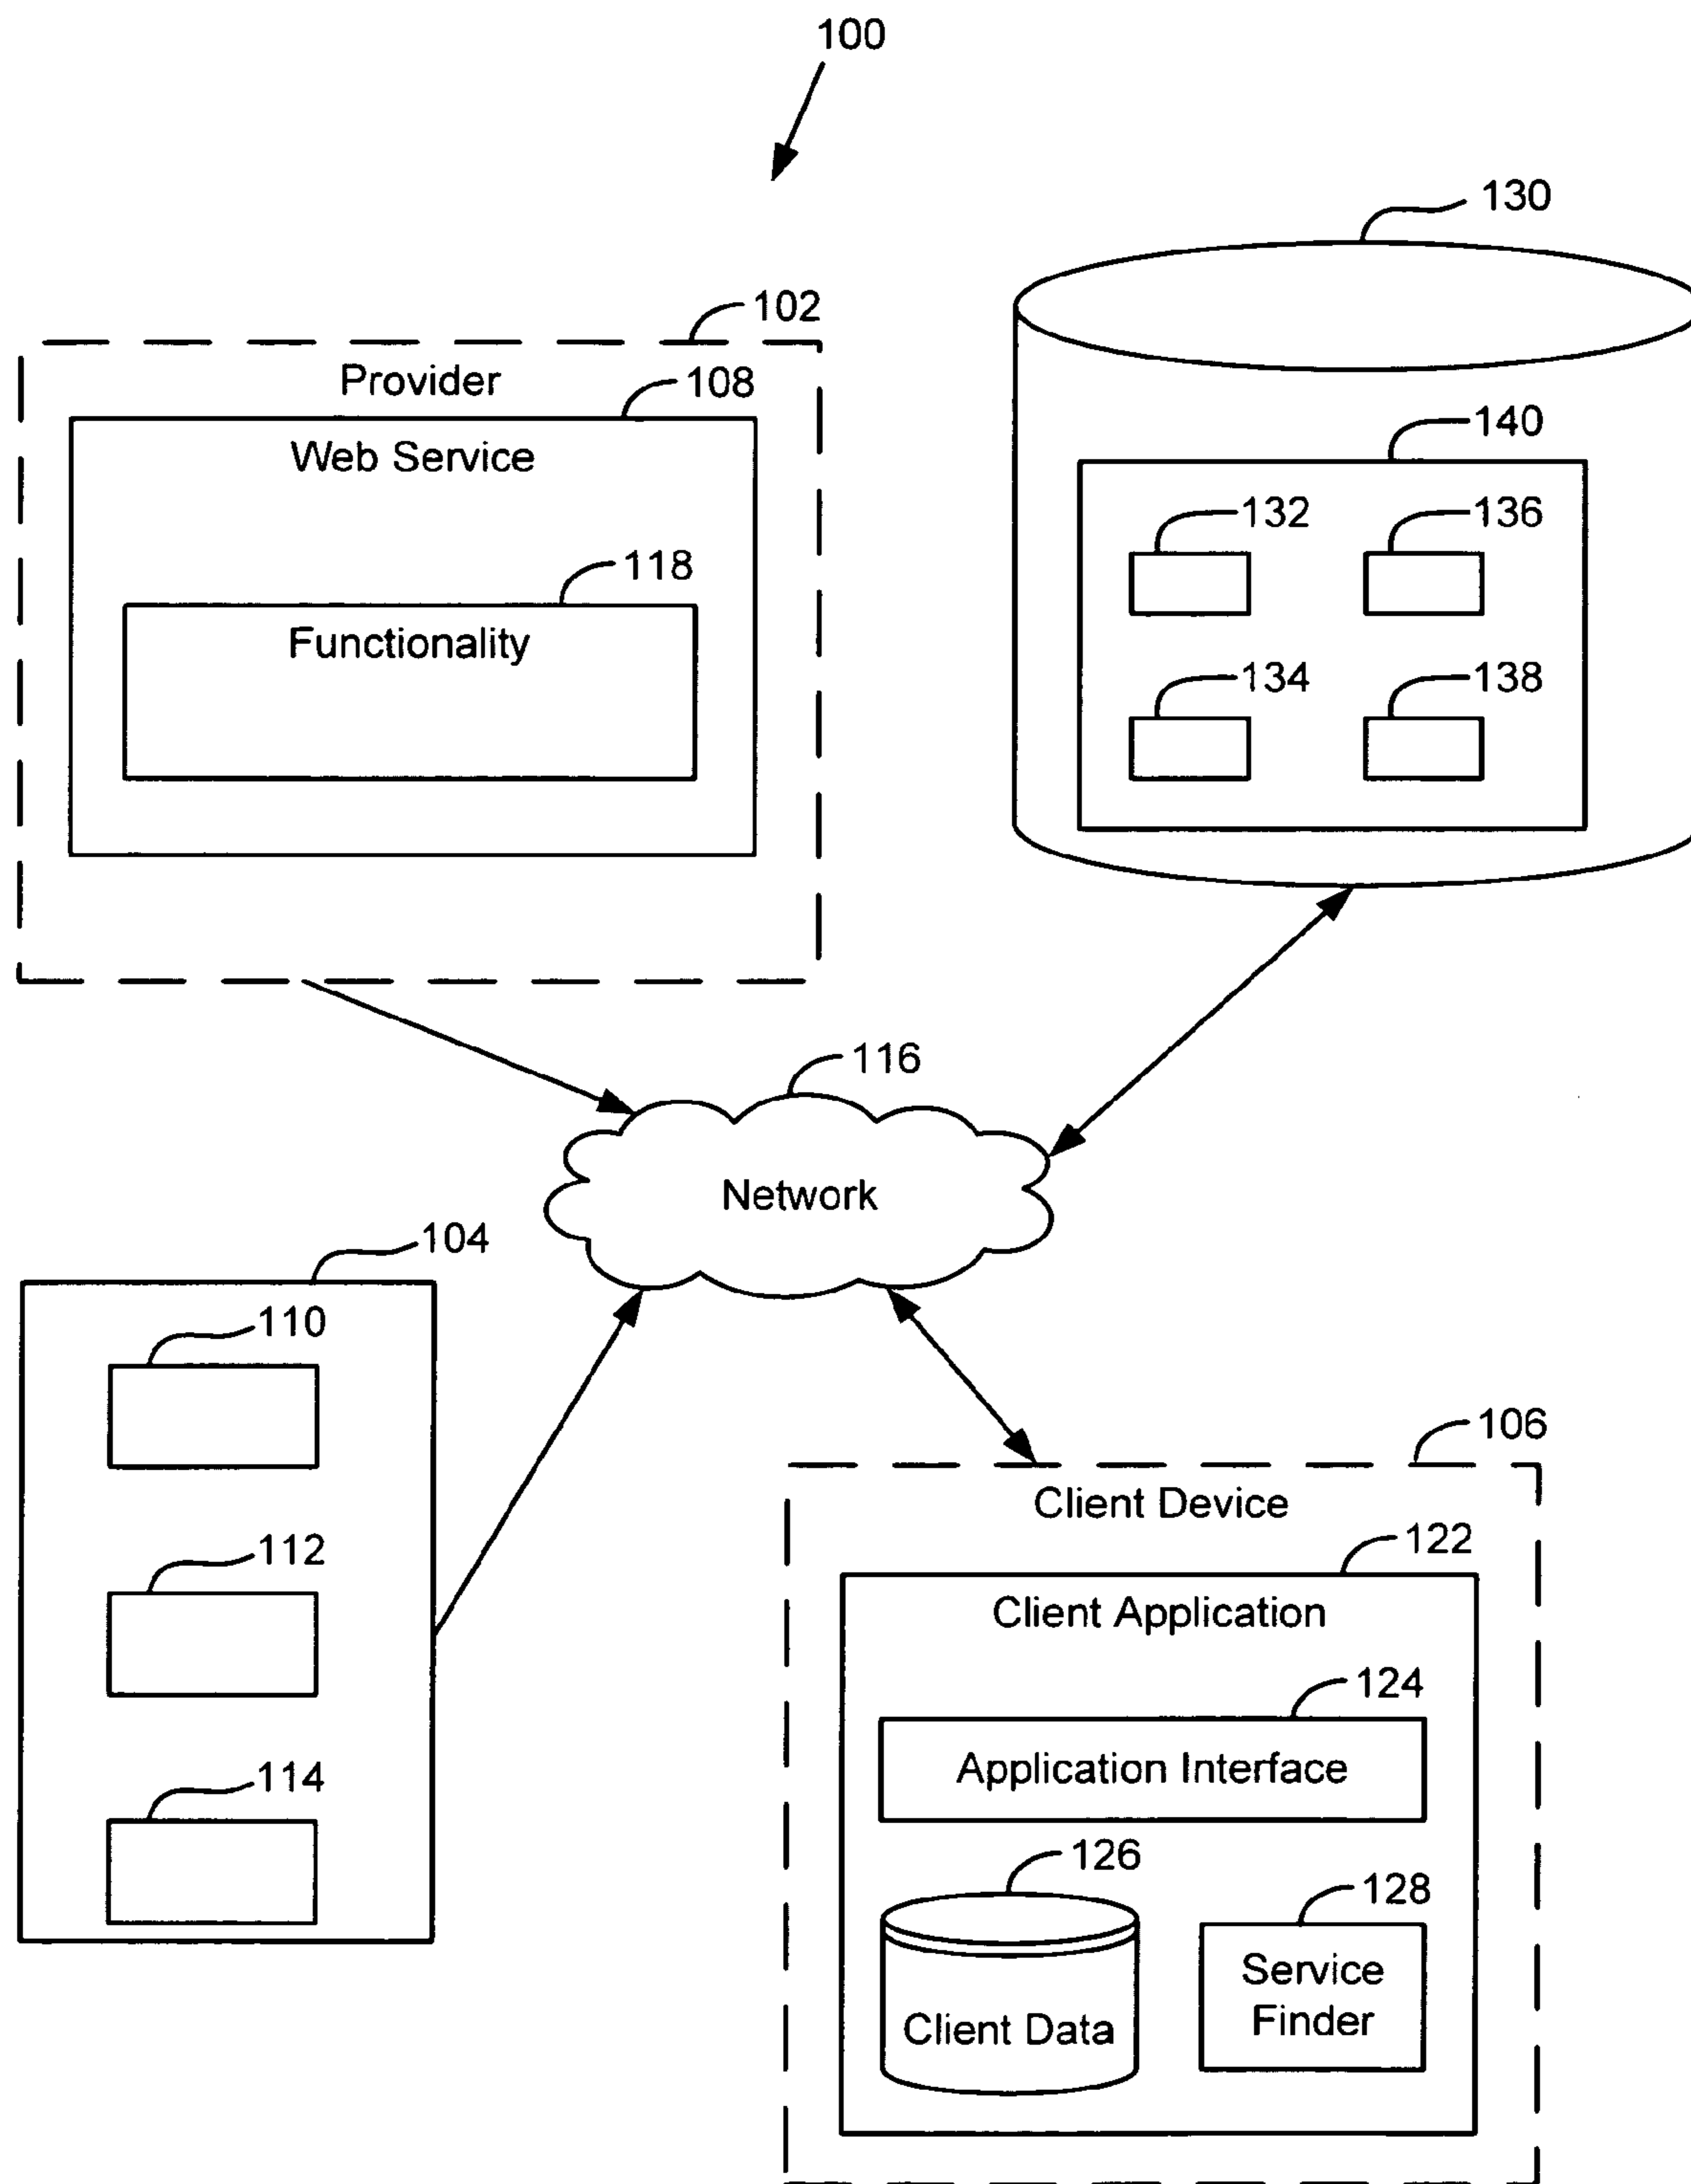 100
130
102
Provider
108
Web Service
140
132
136
118
Functionality
134
138
116
Network
104
110
106
Client Device
112
122
Client Application
124
Application Interface
114
126
128
Service
Finder
Client Data